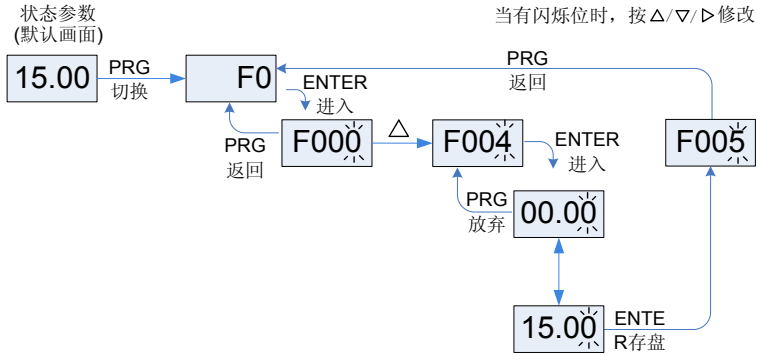 状态参数
(默认画面)
当有闪烁位时，按△/▽/▷修改
15.00
PRG
切换
F0
ENTER
进入
PRG
返回
PRG
返回
F000
△
F004
ENTER
进入
F005
PRG
放弃
00.00
15.00
ENTE
R存盘